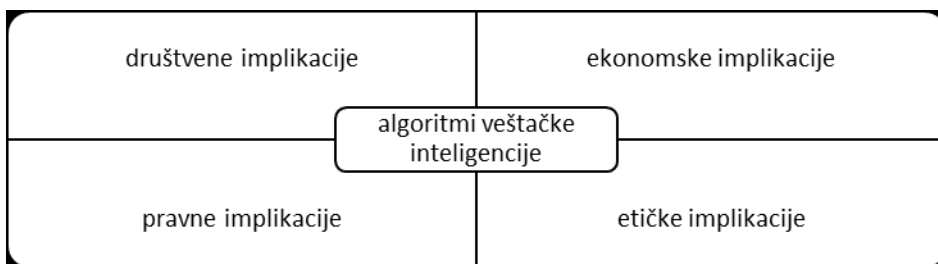 društvene implikacije
ekonomske implikacije
algoritmi veštačke
inteligencije
pravne implikacije
etičke implikacije